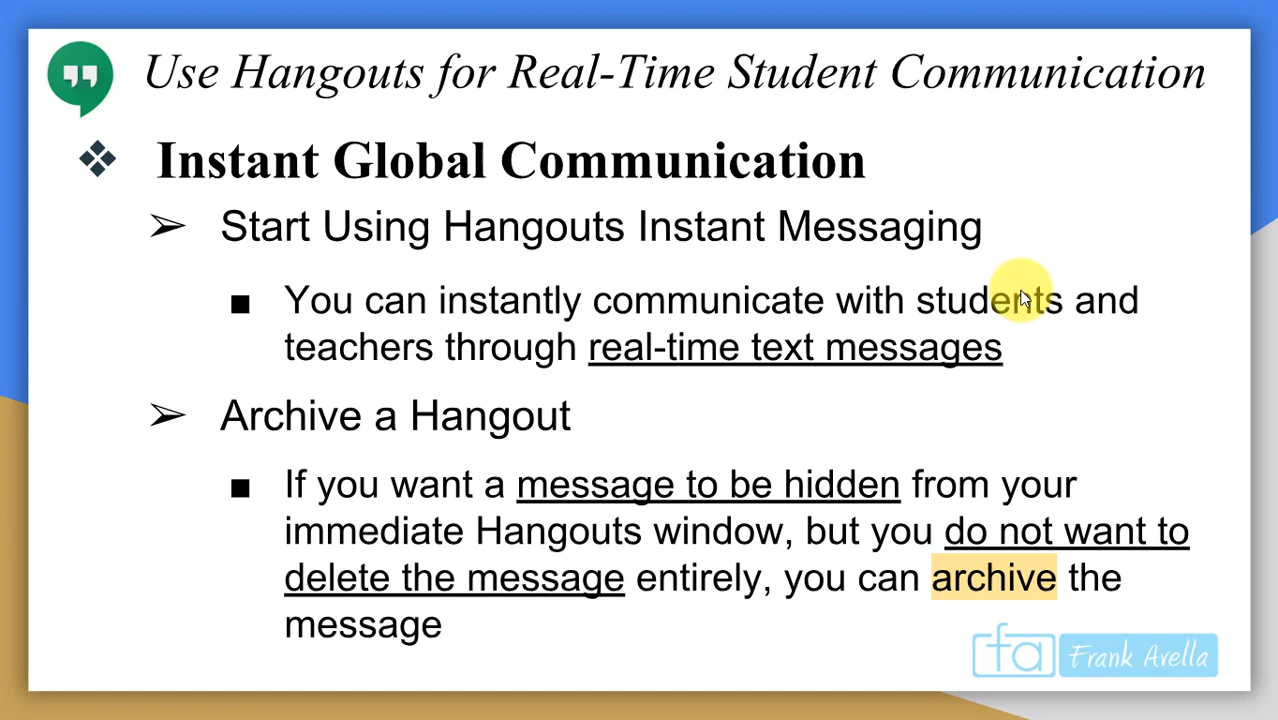 Use Hangouts for Real-Time Student Communication
❖ Instant Global Communication
➢ Start Using Hangouts Instant Messaging
■ You can instantly communicate with students and
teachers through real-time text messages
➢ Archive a Hangout
■ If you want a message to be hidden from your
immediate Hangouts window, but you do not want to
delete the message entirely, you can archive the
message
fa Frank Avella